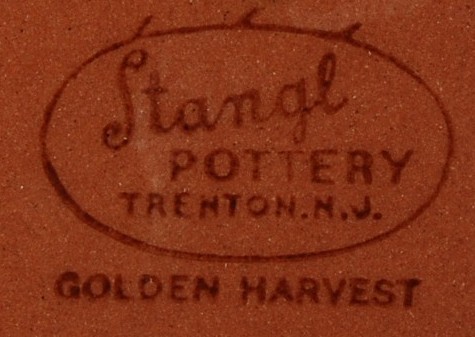 Stangl
POTTERY
TRENTON.N.J.
GOLDEN HARVEST